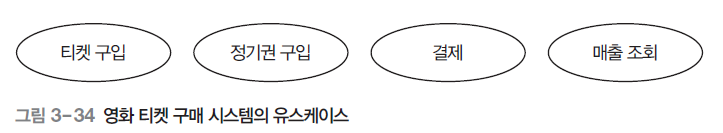 티켓 구입 정기권 구입 결제 매출 조회
그림 3-34 영화 티켓 구매 시스템의 유스케이스